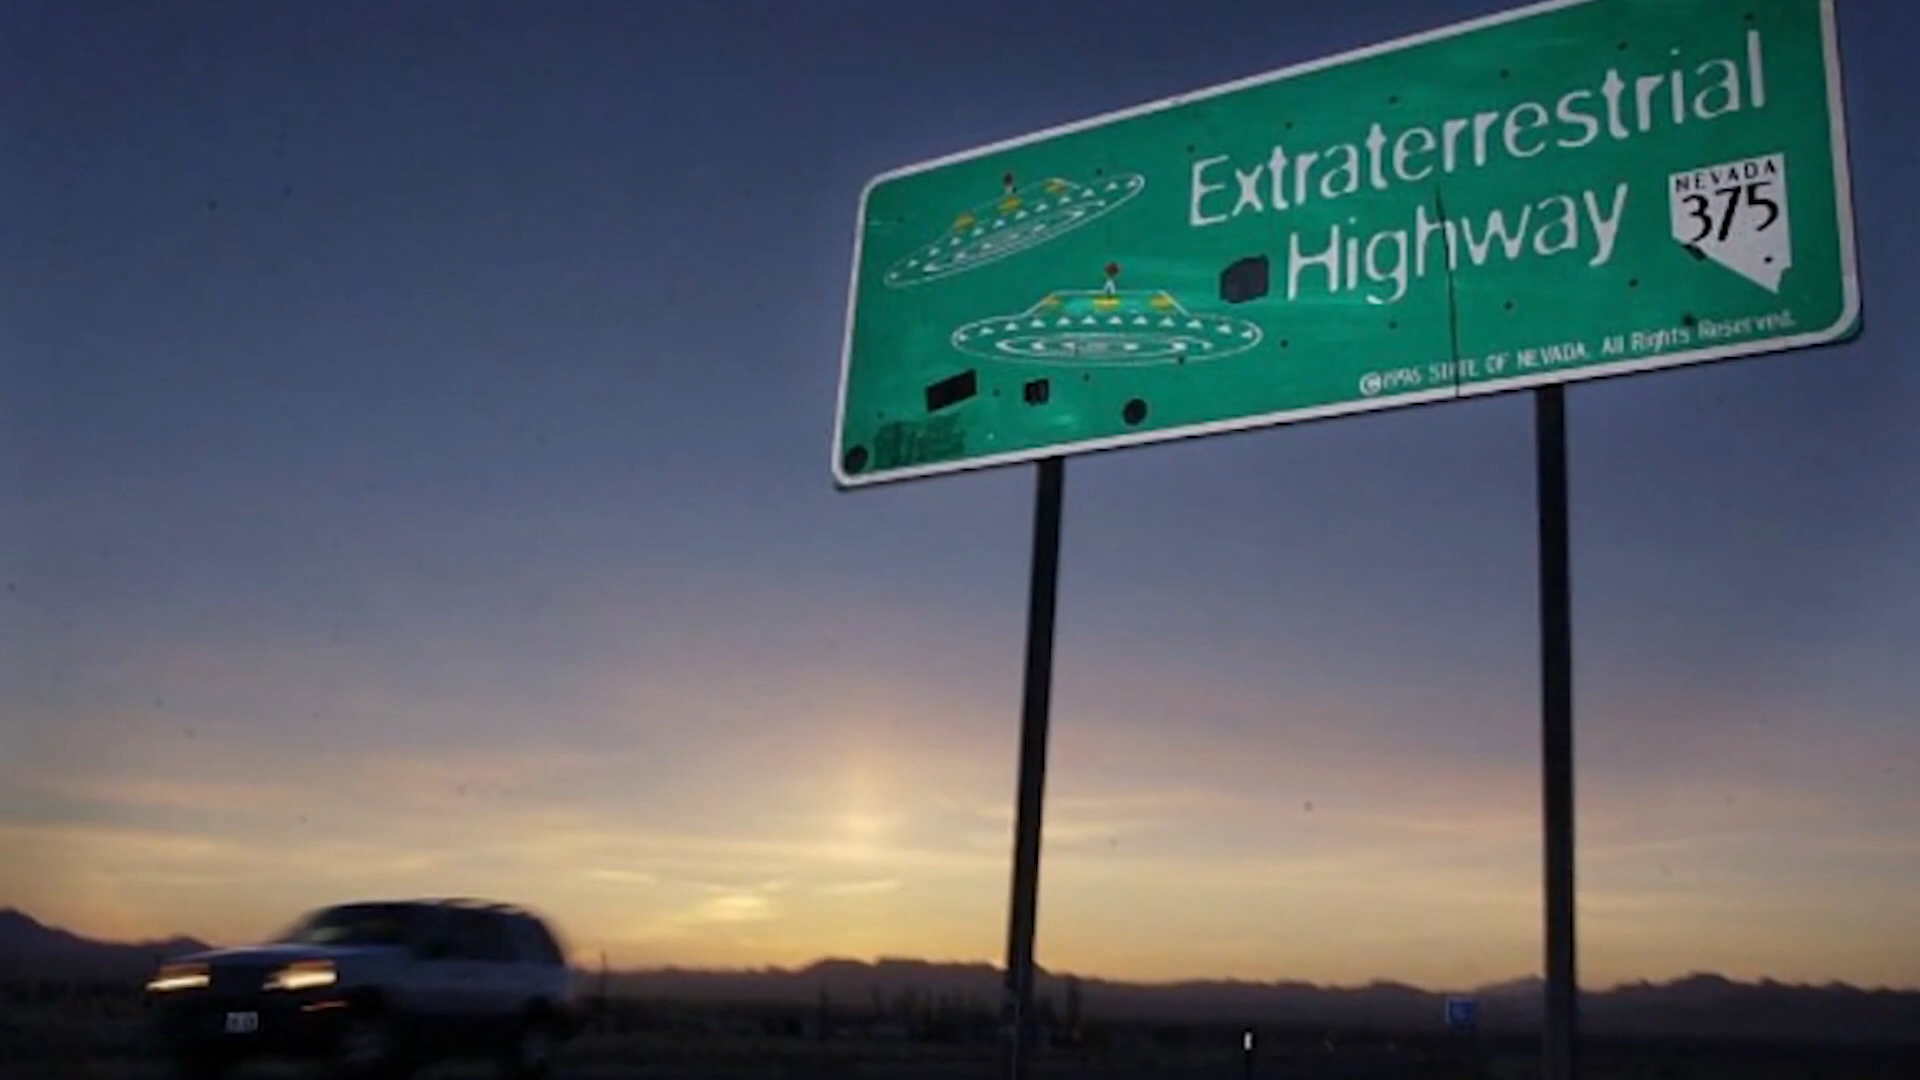 Extraterrestrial
Highway
NEVADA
375
©1996 STATE OF NEVADA. All Rights Reserved.